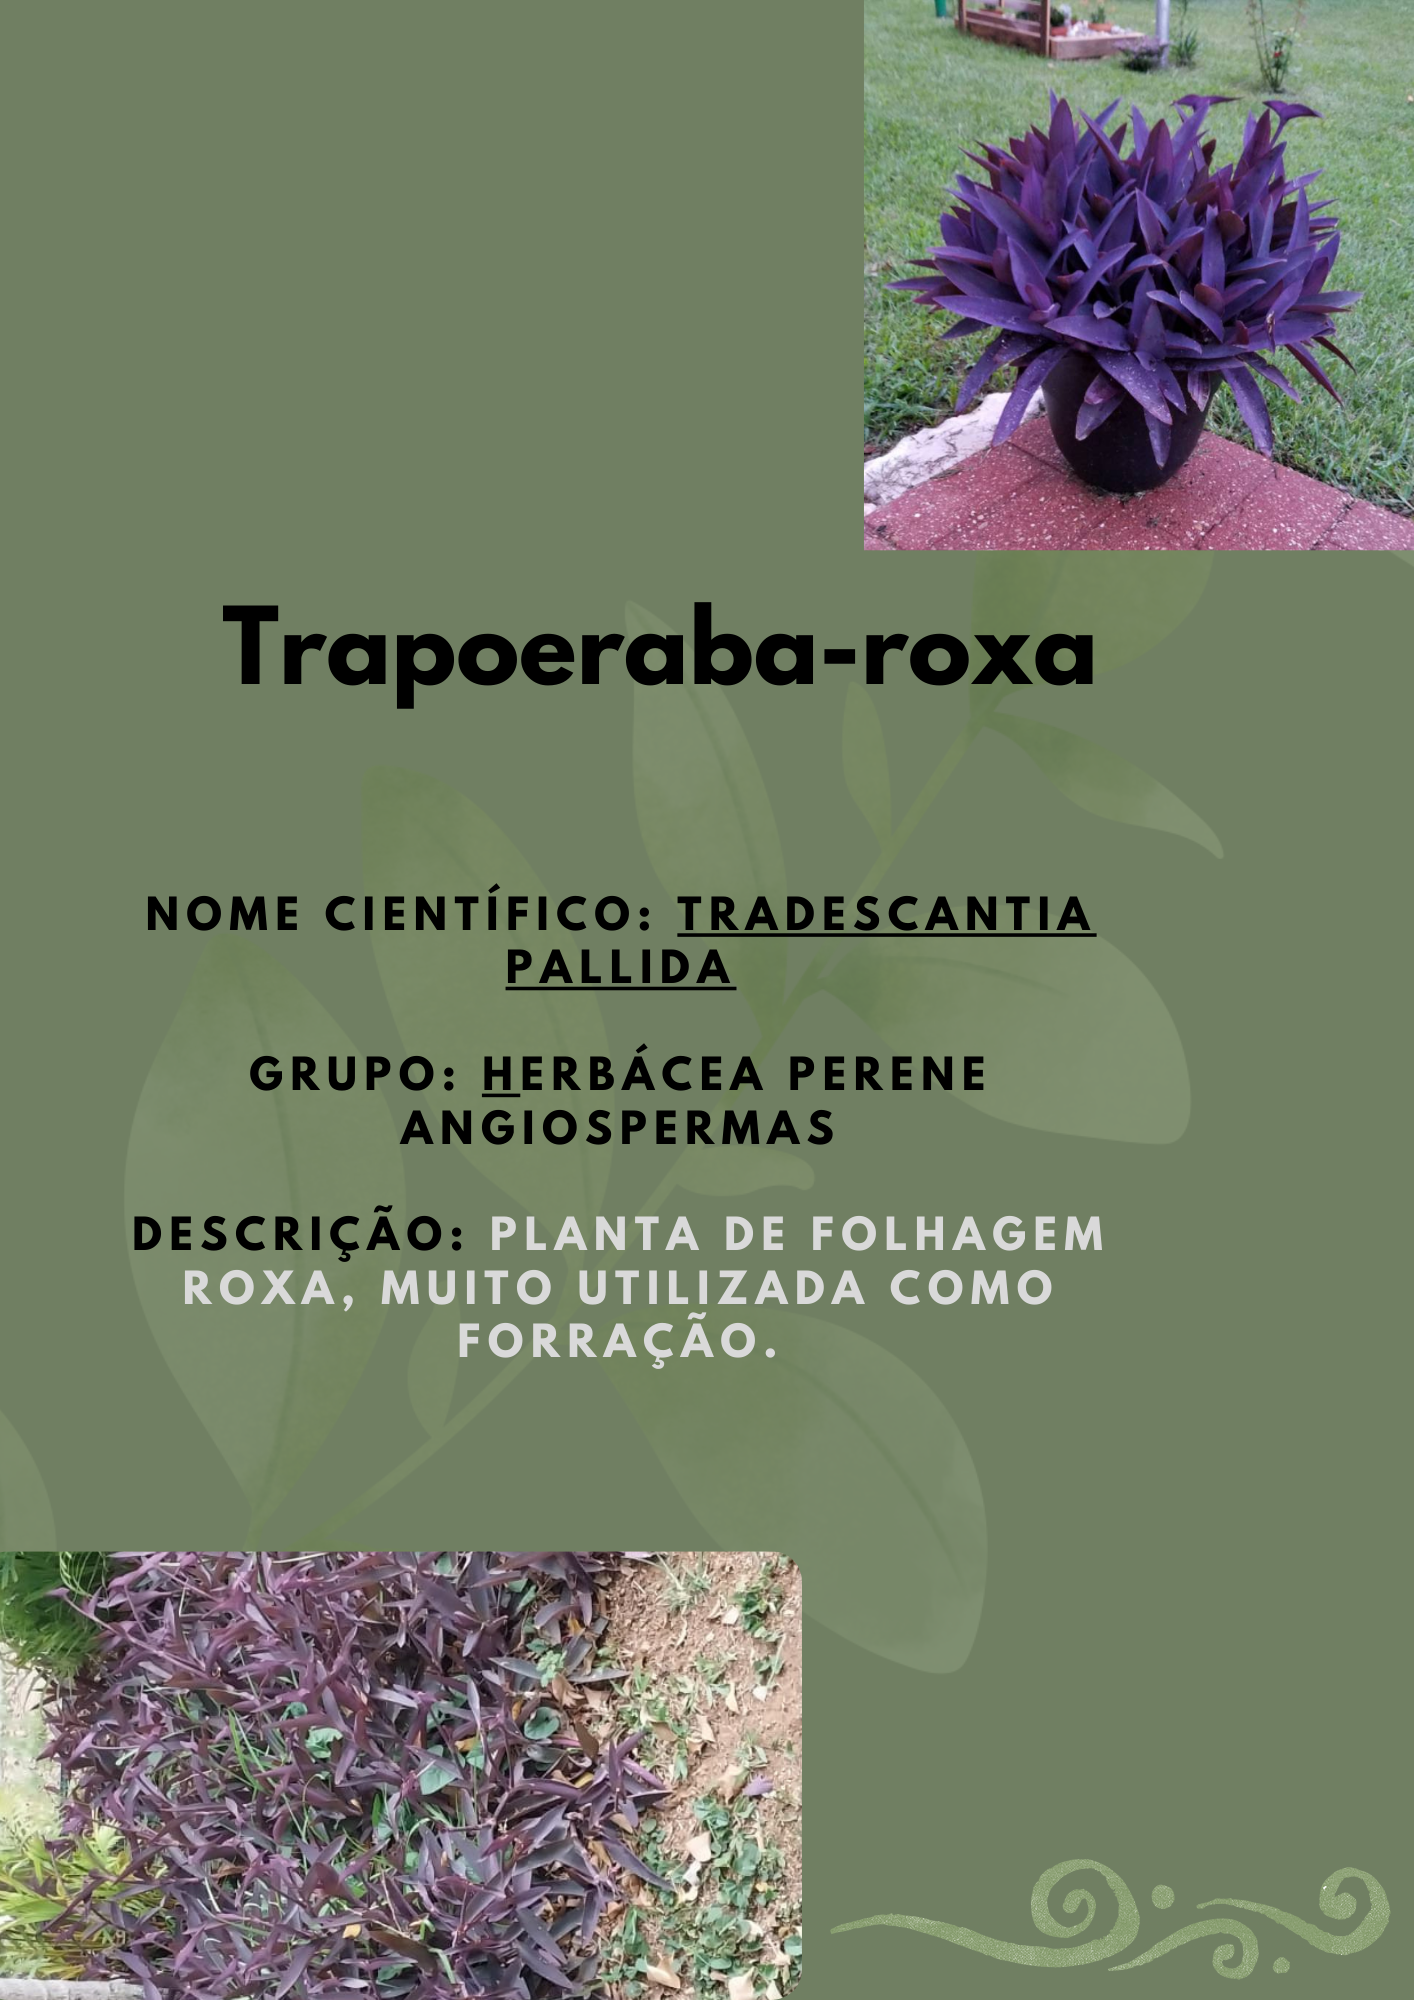 Trapoeraba-roxa
NOME CIENTÍFICO: TRADESCANTIA
PALLIDA
GRUPO: HERBÁCEA PERENE
ANGIOSPERMAS
DESCRIÇÃO: PLANTA DE FOLHAGEM
ROXA, MUITO UTILIZADA COMO
FORRAÇÃO.